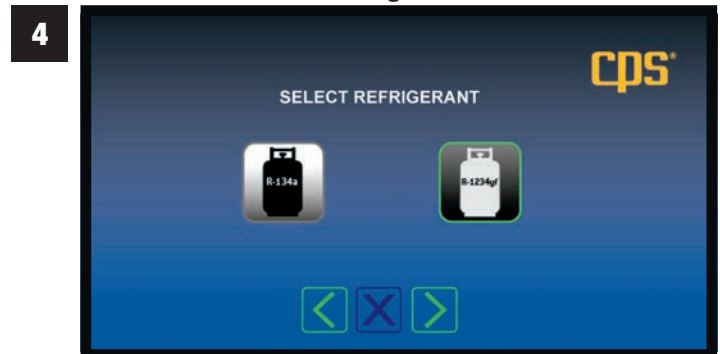 4
cps®
SELECT REFRIGERANT
R-134a
R-1234yf
X